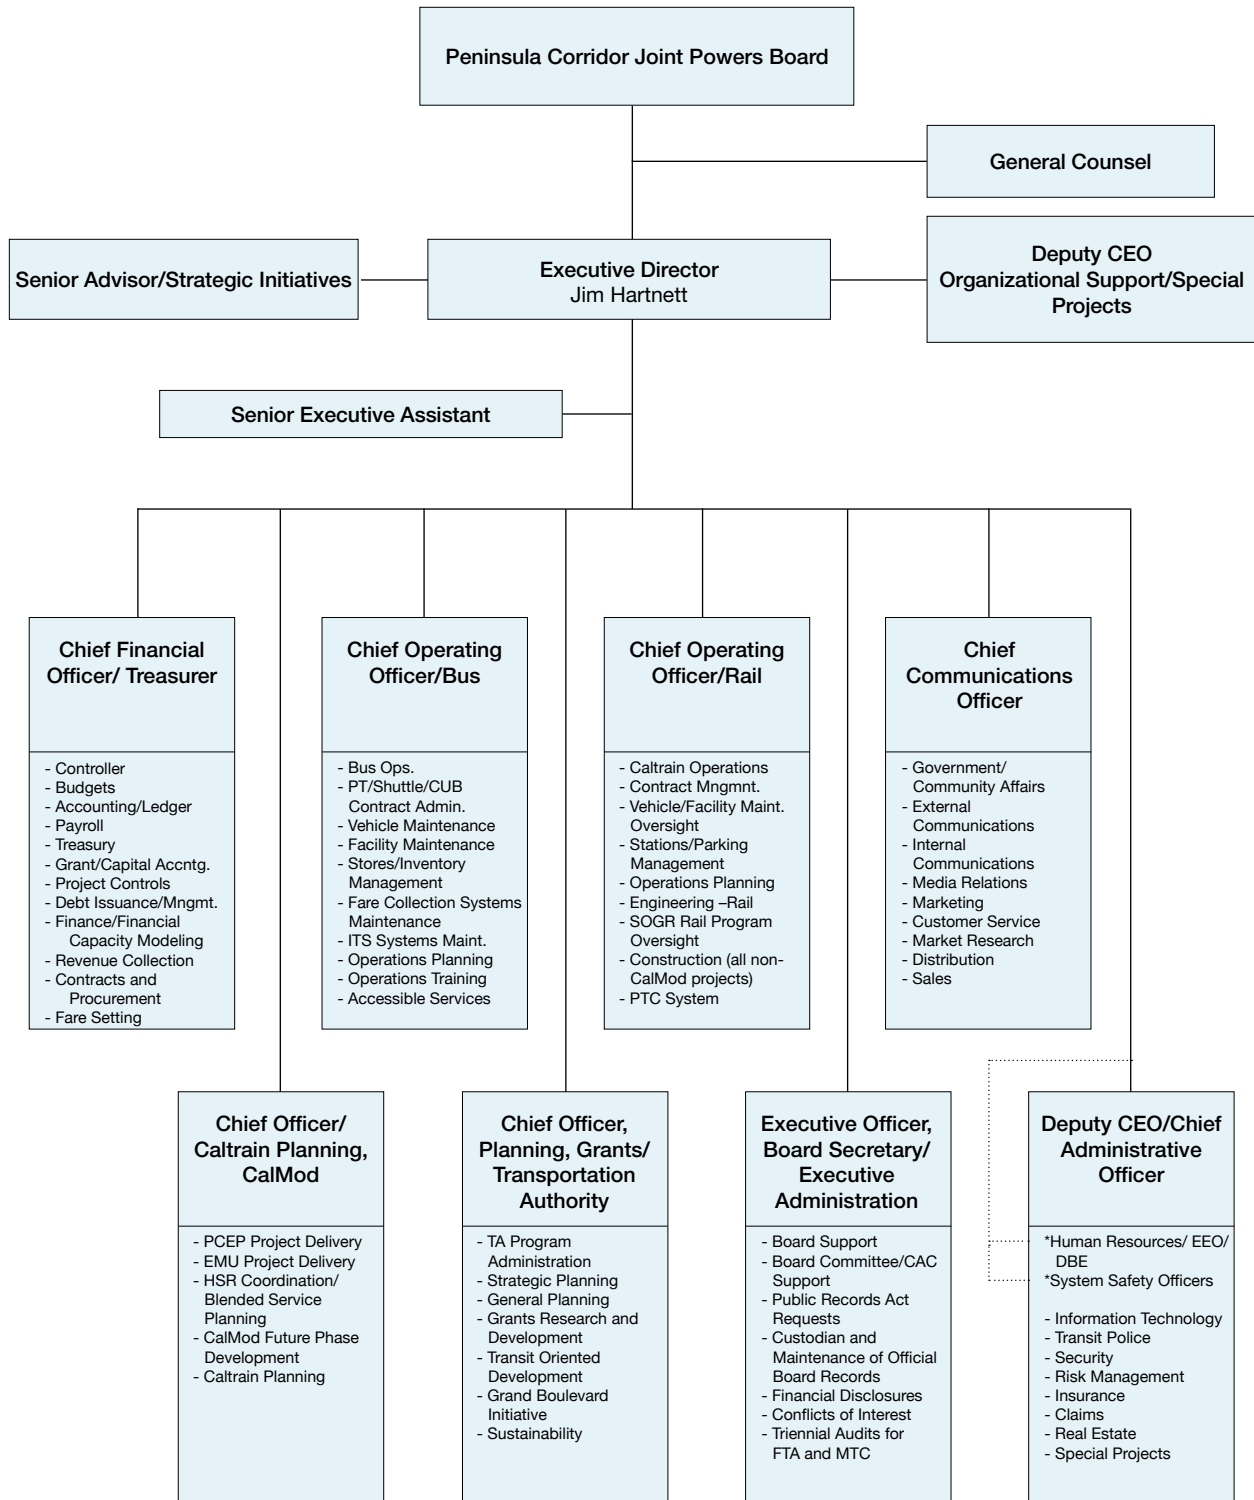 Peninsula Corridor Joint Powers Board
General Counsel
Senior Advisor/Strategic Initiatives
Executive Director
Jim Hartnett
Deputy CEO
Organizational Support/Special
Projects
Senior Executive Assistant
Chief Financial
Officer/ Treasurer
- Controller
- Budgets
- Accounting/Ledger
- Payroll
- Treasury
- Grant/Capital Accntg.
- Project Controls
- Debt Issuance/Mngmt.
- Finance/Financial
Capacity Modeling
- Revenue Collection
- Contracts and
Procurement
- Fare Setting
Chief Operating
Officer/Bus
- Bus Ops.
- PT/Shuttle/CUB
Contract Admin.
- Vehicle Maintenance
- Facility Maintenance
- Stores/Inventory
Management
- Fare Collection Systems
Maintenance
- ITS Systems Maint.
- Operations Planning
- Operations Training
- Accessible Services
Chief Operating
Officer/Rail
- Caltrain Operations
- Contract Mngmnt.
- Vehicle/Facility Maint.
Oversight
- Stations/Parking
Management
- Operations Planning
- Engineering –Rail
- SOGR Rail Program
Oversight
- Construction (all non-
CalMod projects)
- PTC System
Chief
Communications
Officer
- Government/
Community Affairs
- External
Communications
- Internal
Communications
- Media Relations
- Marketing
- Customer Service
- Market Research
- Distribution
- Sales
Chief Officer/
Caltrain Planning,
CalMod
- PCEP Project Delivery
- EMU Project Delivery
- HSR Coordination/
Blended Service
Planning
- CalMod Future Phase
Development
- Caltrain Planning
Chief Officer,
Planning, Grants/
Transportation
Authority
- TA Program
Administration
- Strategic Planning
- General Planning
- Grants Research and
Development
- Transit Oriented
Development
- Grand Boulevard
Initiative
- Sustainability
Executive Officer,
Board Secretary/
Executive
Administration
- Board Support
- Board Committee/CAC
Support
- Public Records Act
Requests
- Custodian and
Maintenance of Official
Board Records
- Financial Disclosures
- Conflicts of Interest
- Triennial Audits for
FTA and MTC
Deputy CEO/Chief
Administrative
Officer
*Human Resources/ EEO/
DBE
*System Safety Officers
- Information Technology
- Transit Police
- Security
- Risk Management
- Insurance
- Claims
- Real Estate
- Special Projects